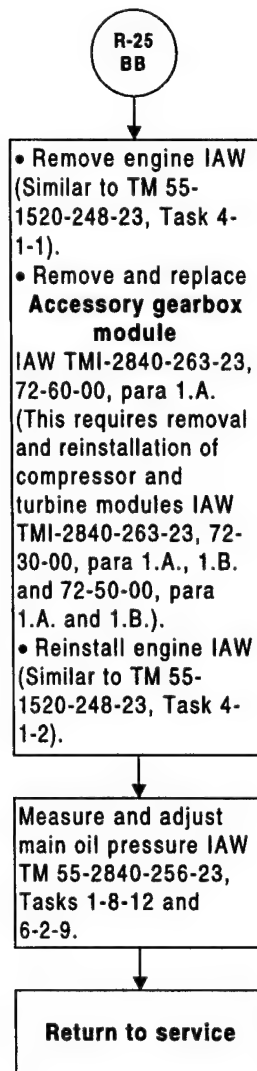 R-25
BB
• Remove engine IAW
(Similar to TM 55-
1520-248-23, Task 4-
1-1).
• Remove and replace
Accessory gearbox
module
IAW TMI-2840-263-23,
72-60-00, para 1.A.
(This requires removal
and reinstallation of
compressor and
turbine modules IAW
TMI-2840-263-23, 72-
30-00, para 1.A., 1.B.
and 72-50-00, para
1.A. and 1.B.).
• Reinstall engine IAW
(Similar to TM 55-
1520-248-23, Task 4-
1-2).
Measure and adjust
main oil pressure IAW
TM 55-2840-256-23,
Tasks 1-8-12 and
6-2-9.
Return to service